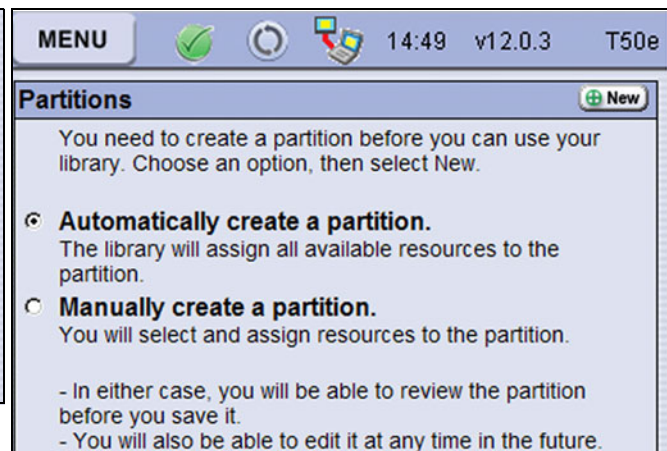 MENU 14:49 v12.0.3 T50e
Partitions New
You need to create a partition before you can use your
library. Choose an option, then select New.
Automatically create a partition.
The library will assign all available resources to the
partition.
Manually create a partition.
You will select and assign resources to the partition.
- In either case, you will be able to review the partition
before you save it.
- You will also be able to edit it at any time in the future.